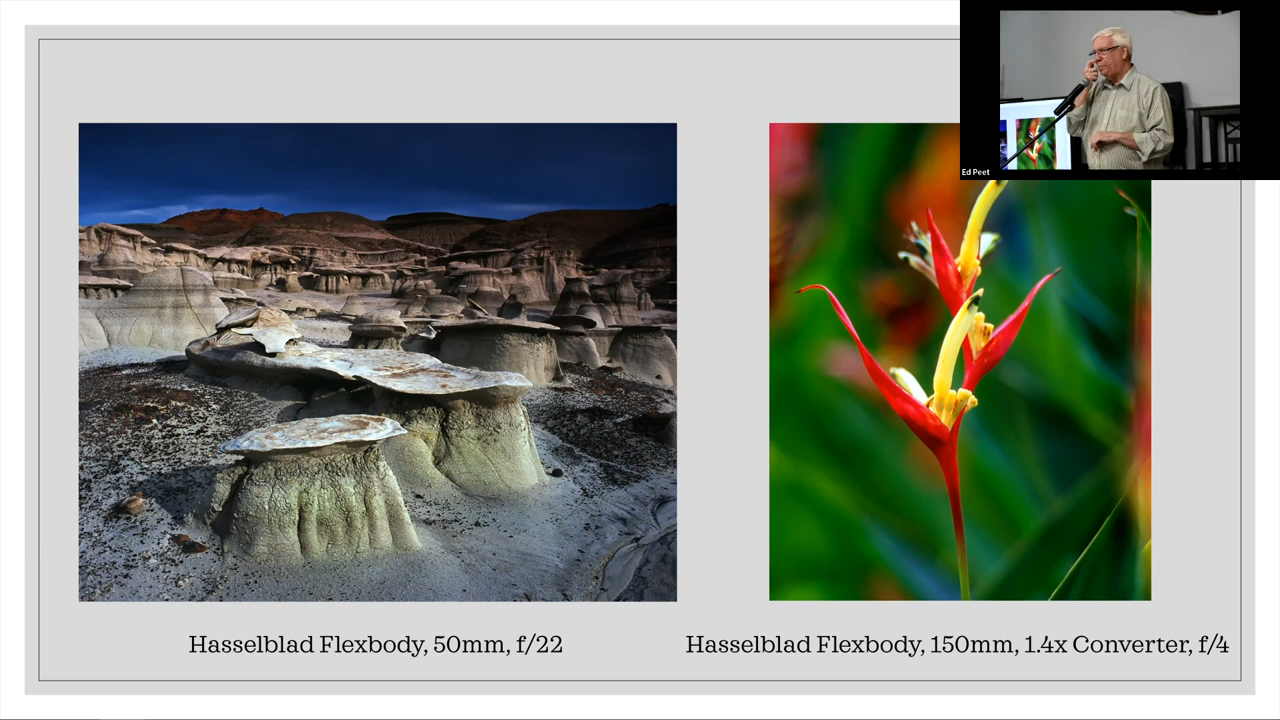 Ed Peet
Hasselblad Flexbody, 50mm, f/22
Hasselblad Flexbody, 150mm, 1.4x Converter, f/4